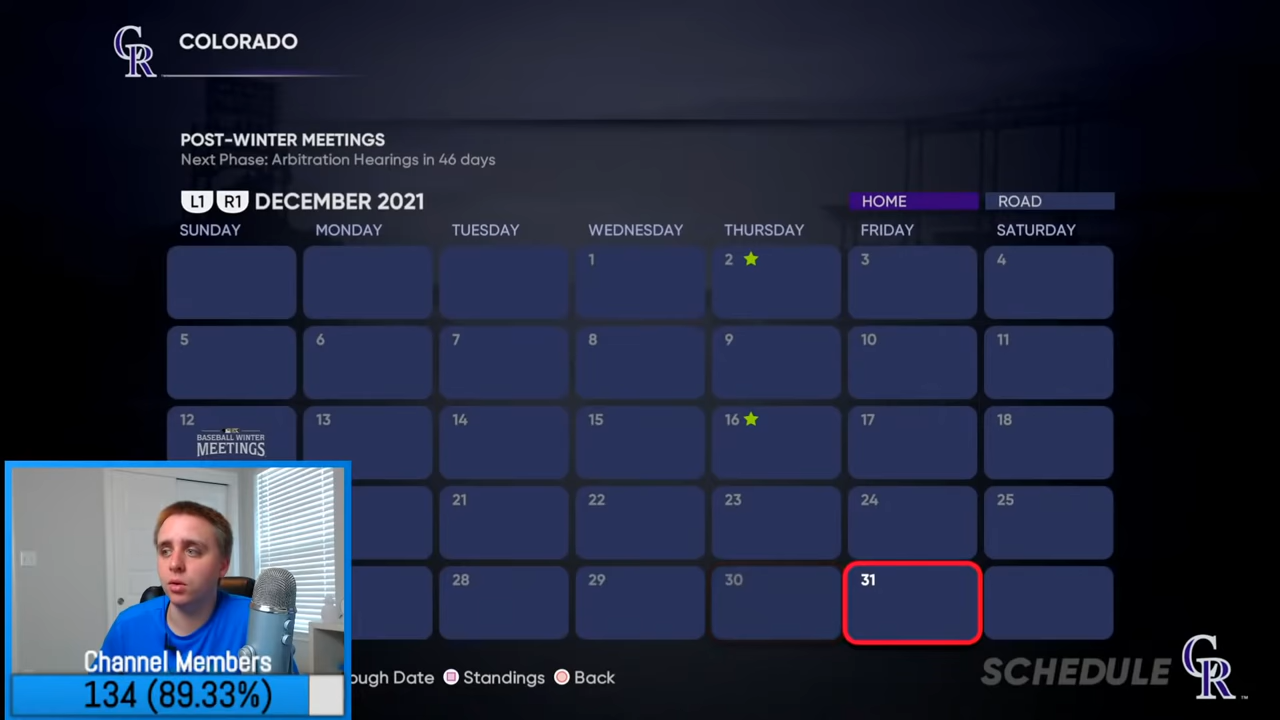 CR COLORADO
POST-WINTER MEETINGS
Next Phase: Arbitration Hearings in 46 days
L1 R1 DECEMBER 2021
HOME ROAD
SUNDAY MONDAY TUESDAY WEDNESDAY THURSDAY FRIDAY SATURDAY
1 2 3 4
5 6 7 8 9 10 11
12 13 14 15 16 17 18
BASEBALL WINTER
MEETINGS
21 22 23 24 25
28 29 30 31
Channel Members
134 (89.33%)
ough Date Standings Back
SCHEDULE CR
TM